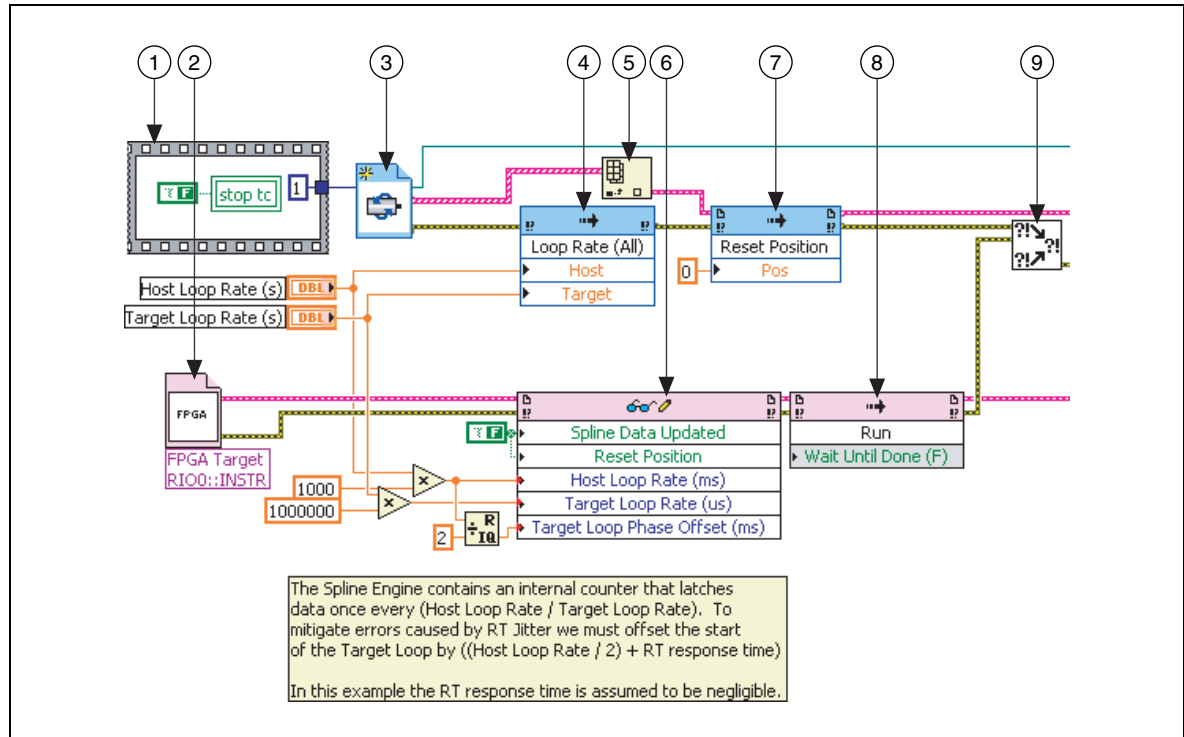 1 2 3 4 5 6 7 8 9
? F stop tc 1
Loop Rate (All)
Host
Target
Reset Position
0 Pos
?! ?! ?!
Host Loop Rate (s) DBL
Target Loop Rate (s) DBL
FPGA
FPGA Target
RIO0::INSTR
? F Spline Data Updated
Reset Position
Host Loop Rate (ms)
Target Loop Rate (us)
Target Loop Phase Offset (ms)
Run
Wait Until Done (F)
1000 x
1000000 x
2 ÷ R IQ
The Spline Engine contains an internal counter that latches
data once every (Host Loop Rate / Target Loop Rate). To
mitigate errors caused by RT Jitter we must offset the start
of the Target Loop by ((Host Loop Rate / 2) + RT response time)
In this example the RT response time is assumed to be negligible.